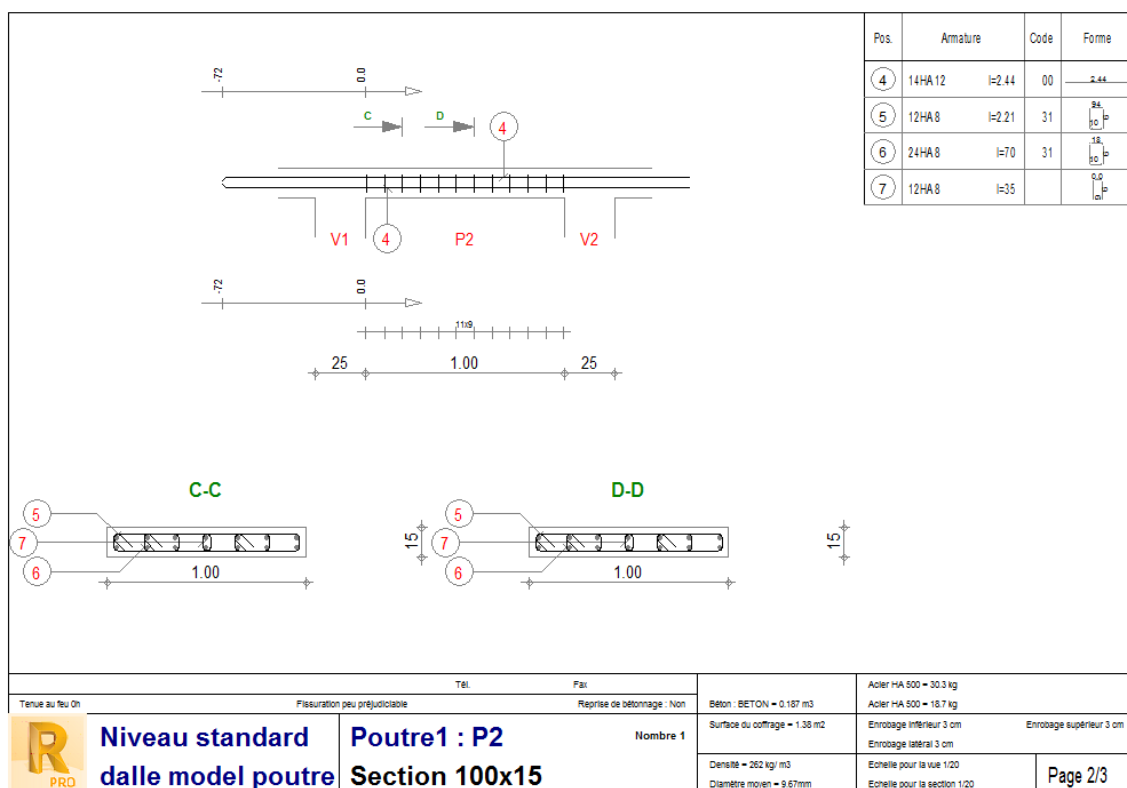 Pos. Armature Code Forme
4 14HA12 l=2.44 00 2.44
5 12HA8 l=2.21 31 94 10 9
6 24HA8 l=70 31 18 10 9
7 12HA8 l=35 0.0 9
-72 0.0
C D 4
V1 4 P2 V2
-72 0.0
11x9
25 1.00 25
C-C
5
7
6
1.00
15
D-D
5
7
6
1.00
15
Tél. Fax
Tenue au feu 0h Fissuration peu préjudiciable Reprise de bétonnage : Non
Béton : BETON = 0.187 m3
Surface du coffrage = 1.38 m2
Densité = 262 kg/ m3
Diamètre moyen = 9.67mm
Acier HA 500 = 30.3 kg
Acier HA 500 = 18.7 kg
Enrobage inférieur 3 cm Enrobage supérieur 3 cm
Enrobage latéral 3 cm
Echelle pour la vue 1/20
Echelle pour la section 1/20
Page 2/3
R PRO
Niveau standard
dalle model poutre
Poutre1 : P2 Nombre 1
Section 100x15